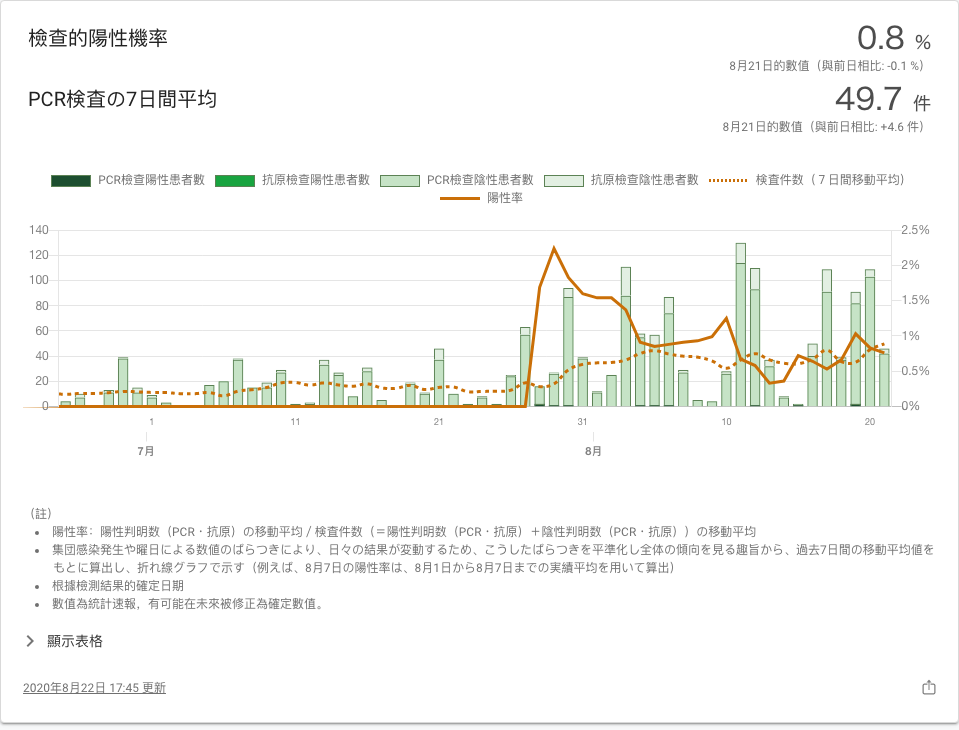 檢查的陽性機率
0.8 %
8月21日的數值（與前日相比: -0.1 %）
PCR検査の7日間平均
49.7 件
8月21日的數值（與前日相比: +4.6 件）
PCR檢查陽性患者數 抗原檢查陽性患者數 PCR檢查陰性患者數 抗原檢查陰性患者數 検査件数（７日間移動平均）
陽性率
140 2.5%
120 2%
100
80 1.5%
60 1%
40 0.5%
20
0 0%
1 11 21 31 10 20
7月 8月
（註）
陽性率：陽性判明数（PCR・抗原）の移動平均 / 検査件数（＝陽性判明数（PCR・抗原）＋陰性判明数（PCR・抗原））の移動平均
集団感染発生や曜日による数値のばらつきにより、日々の結果が変動するため、こうしたばらつきを平準化し全体の傾向を見る趣旨から、過去7日間の移動平均値を
もとに算出し、折れ線グラフで示す（例えば、8月7日の陽性率は、8月1日から8月7日までの実績平均を用いて算出）
根據檢測結果的確定日期
數值為統計速報，有可能在未來被修正為確定數值。
顯示表格
2020年8月22日 17:45 更新